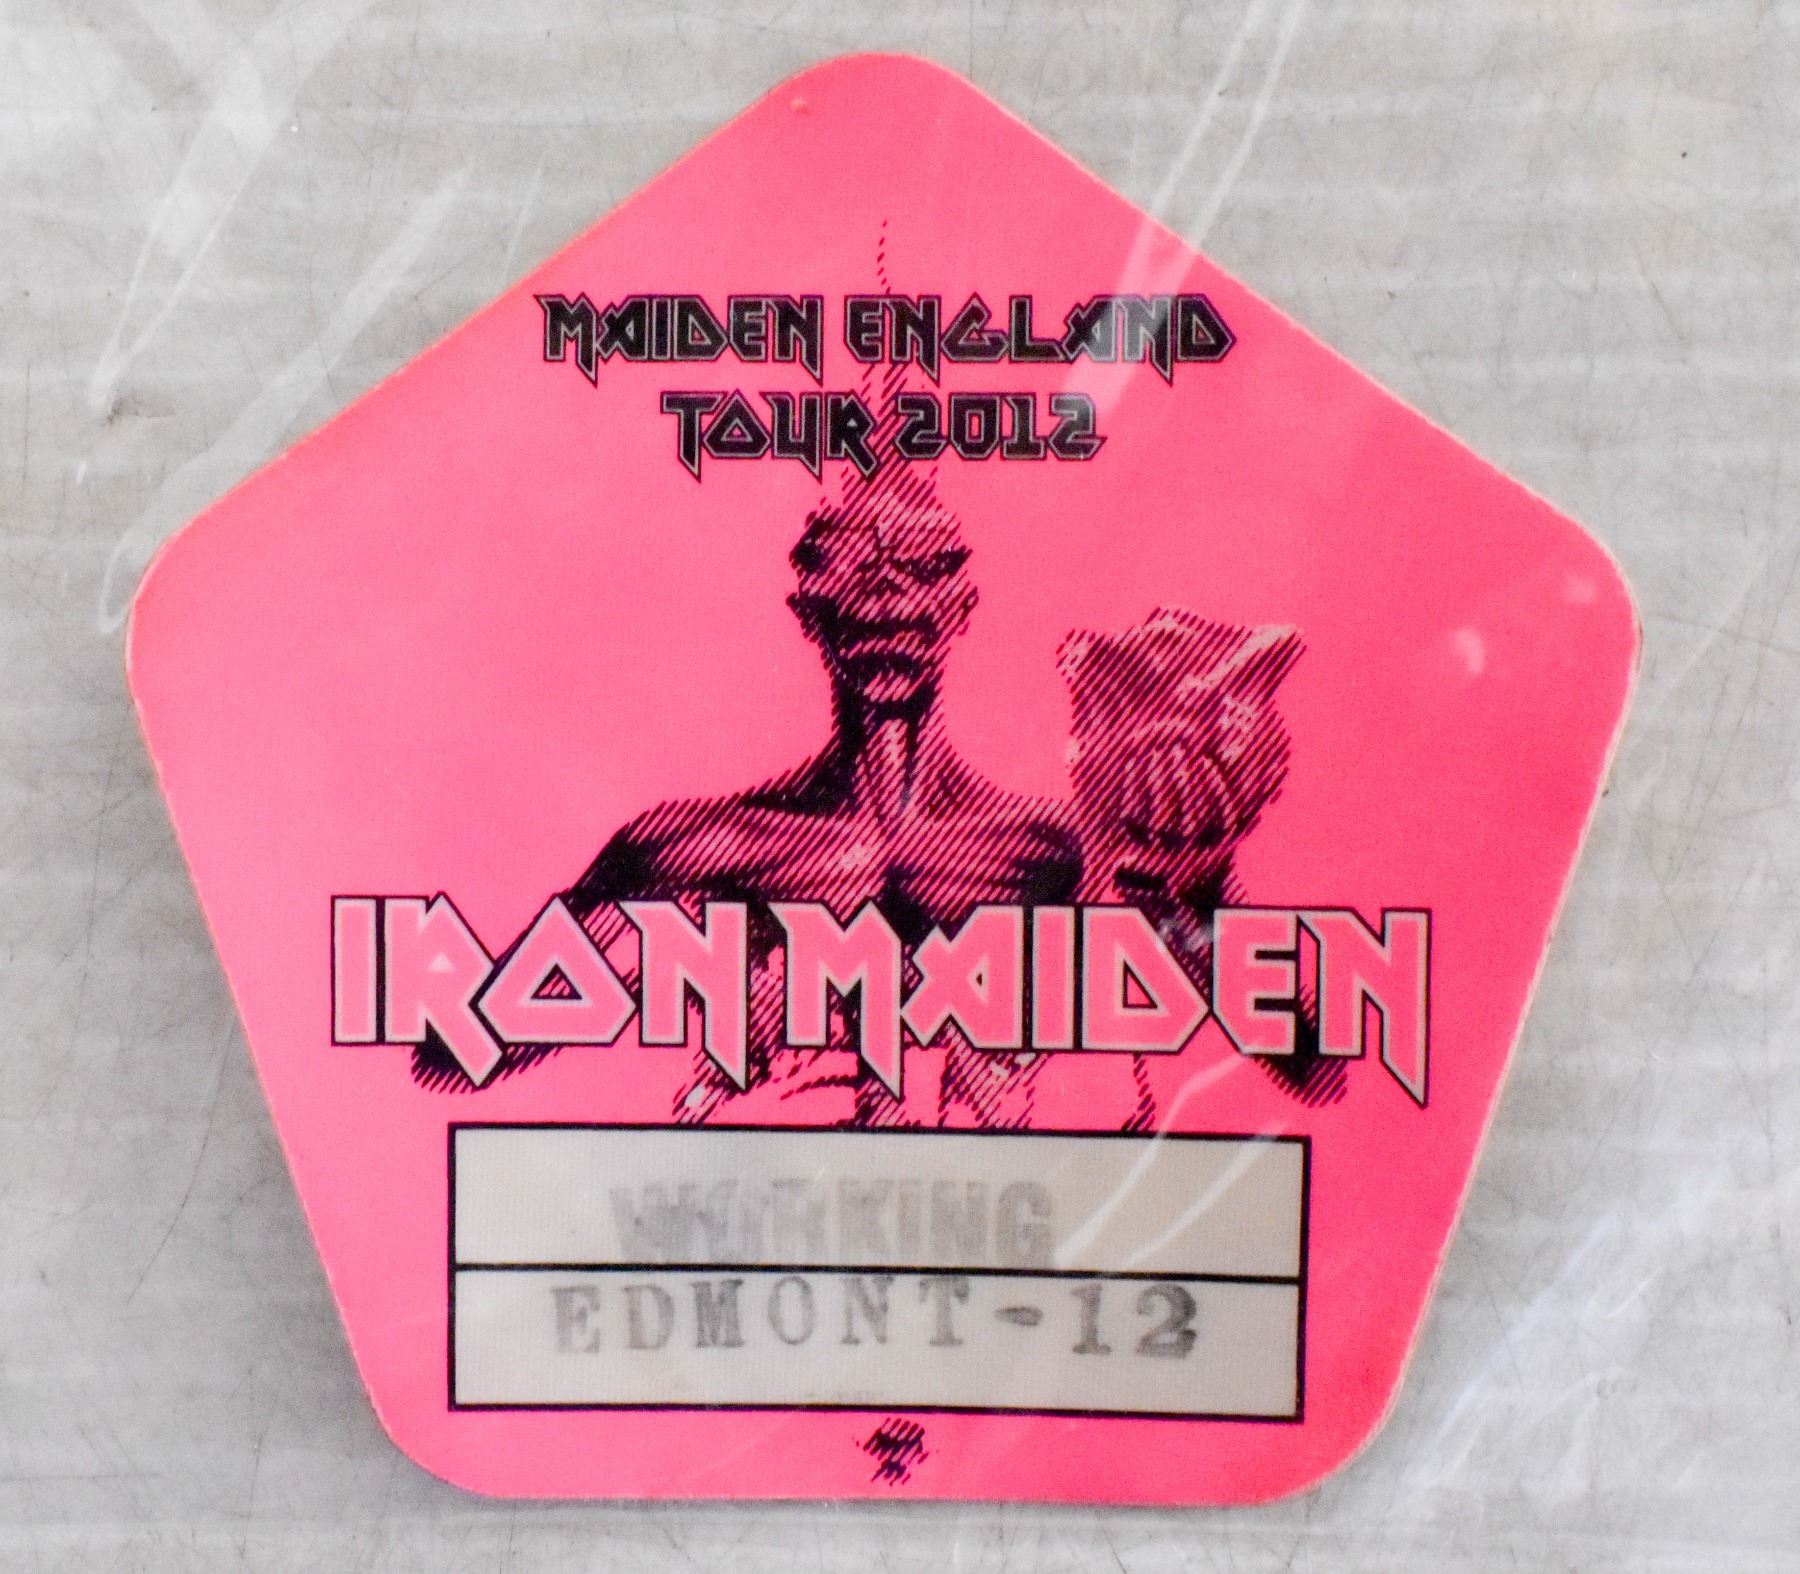 MAIDEN ENGLAND
TOUR 2012
IRON MAIDEN
WORKING
EDMONT-12